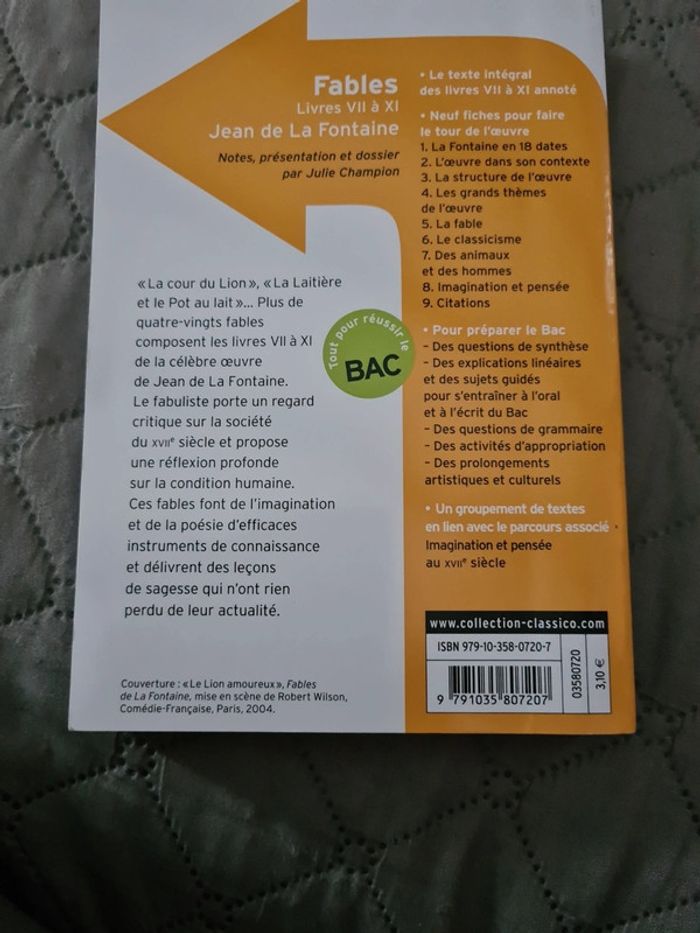 Fables
Livres VII à XI
Jean de La Fontaine
Notes, présentation et dossier
par Julie Champion
« La cour du Lion », « La Laitière
et le Pot au lait »... Plus de
quatre-vingts fables
composent les livres VII à XI
de la célèbre œuvre
de Jean de La Fontaine.
Le fabuliste porte un regard
critique sur la société
du XVIIe siècle et propose
une réflexion profonde
sur la condition humaine.
Ces fables font de l'imagination
et de la poésie d'efficaces
instruments de connaissance
et délivrent des leçons
de sagesse qui n'ont rien
perdu de leur actualité.
Couverture : « Le Lion amoureux », Fables
de La Fontaine, mise en scène de Robert Wilson,
Comédie-Française, Paris, 2004.
Tout pour réussir le
BAC
• Le texte intégral
des livres VII à XI annoté
• Neuf fiches pour faire
le tour de l'œuvre
1. La Fontaine en 18 dates
2. L'œuvre dans son contexte
3. La structure de l'œuvre
4. Les grands thèmes
de l'œuvre
5. La fable
6. Le classicisme
7. Des animaux
et des hommes
8. Imagination et pensée
9. Citations
• Pour préparer le Bac
– Des questions de synthèse
– Des explications linéaires
et des sujets guidés
pour s'entraîner à l'oral
et à l'écrit du Bac
– Des questions de grammaire
– Des activités d'appropriation
– Des prolongements
artistiques et culturels
• Un groupement de textes
en lien avec le parcours associé
Imagination et pensée
au XVIIe siècle
www.collection-classico.com
ISBN 979-10-358-0720-7
9 791035 807207
03580720
3,10 €